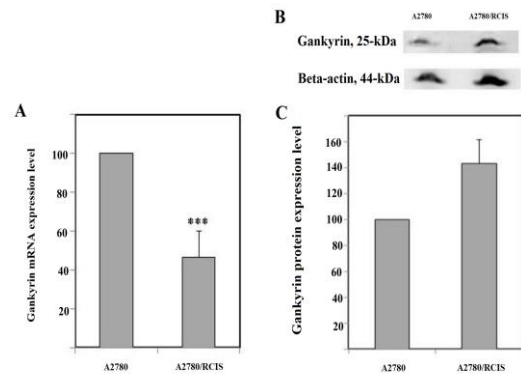 B
A2780 A2780/RCIS
Gankyrin, 25-kDa
Beta-actin, 44-kDa
A
Gankyrin mRNA expression level
100
80
60
40
20
***
A2780 A2780/RCIS
C
Gankyrin protein expression level
160
140
120
100
80
60
40
20
A2780 A2780/RCIS